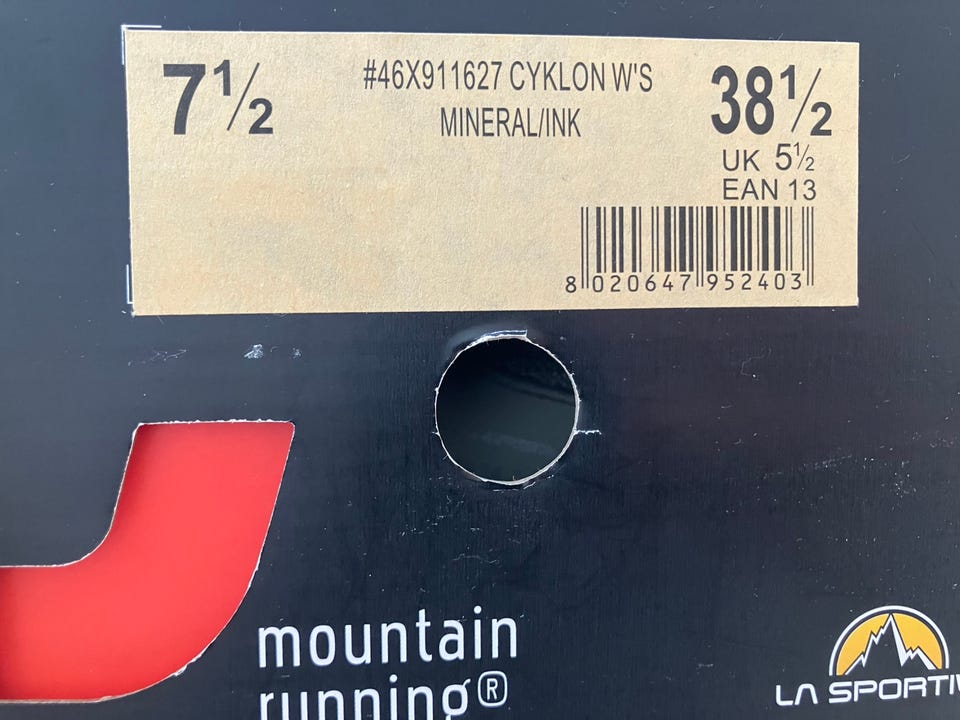 7½
#46X911627 CYKLON W'S
MINERAL/INK
38½
UK 5½
EAN 13
8 020647 952403
mountain
running®
LA SPORTIV